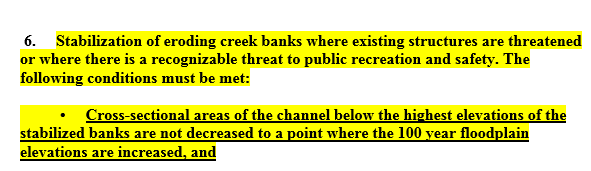 6. Stabilization of eroding creek banks where existing structures are threatened
or where there is a recognizable threat to public recreation and safety. The
following conditions must be met:
• Cross-sectional areas of the channel below the highest elevations of the
stabilized banks are not decreased to a point where the 100 year floodplain
elevations are increased, and